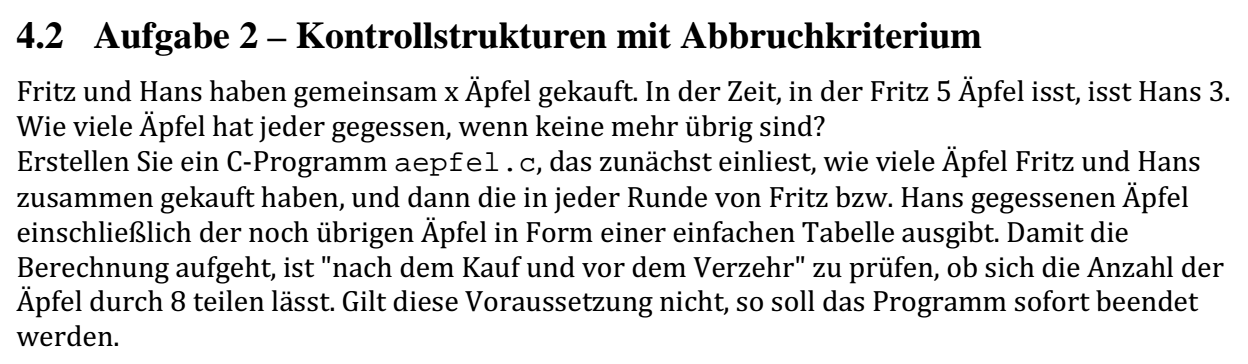 4.2 Aufgabe 2 – Kontrollstrukturen mit Abbruchkriterium
Fritz und Hans haben gemeinsam x Äpfel gekauft. In der Zeit, in der Fritz 5 Äpfel isst, isst Hans 3.
Wie viele Äpfel hat jeder gegessen, wenn keine mehr übrig sind?
Erstellen Sie ein C-Programm aepfel.c, das zunächst einliest, wie viele Äpfel Fritz und Hans
zusammen gekauft haben, und dann die in jeder Runde von Fritz bzw. Hans gegessenen Äpfel
einschließlich der noch übrigen Äpfel in Form einer einfachen Tabelle ausgibt. Damit die
Berechnung aufgeht, ist "nach dem Kauf und vor dem Verzehr" zu prüfen, ob sich die Anzahl der
Äpfel durch 8 teilen lässt. Gilt diese Voraussetzung nicht, so soll das Programm sofort beendet
werden.